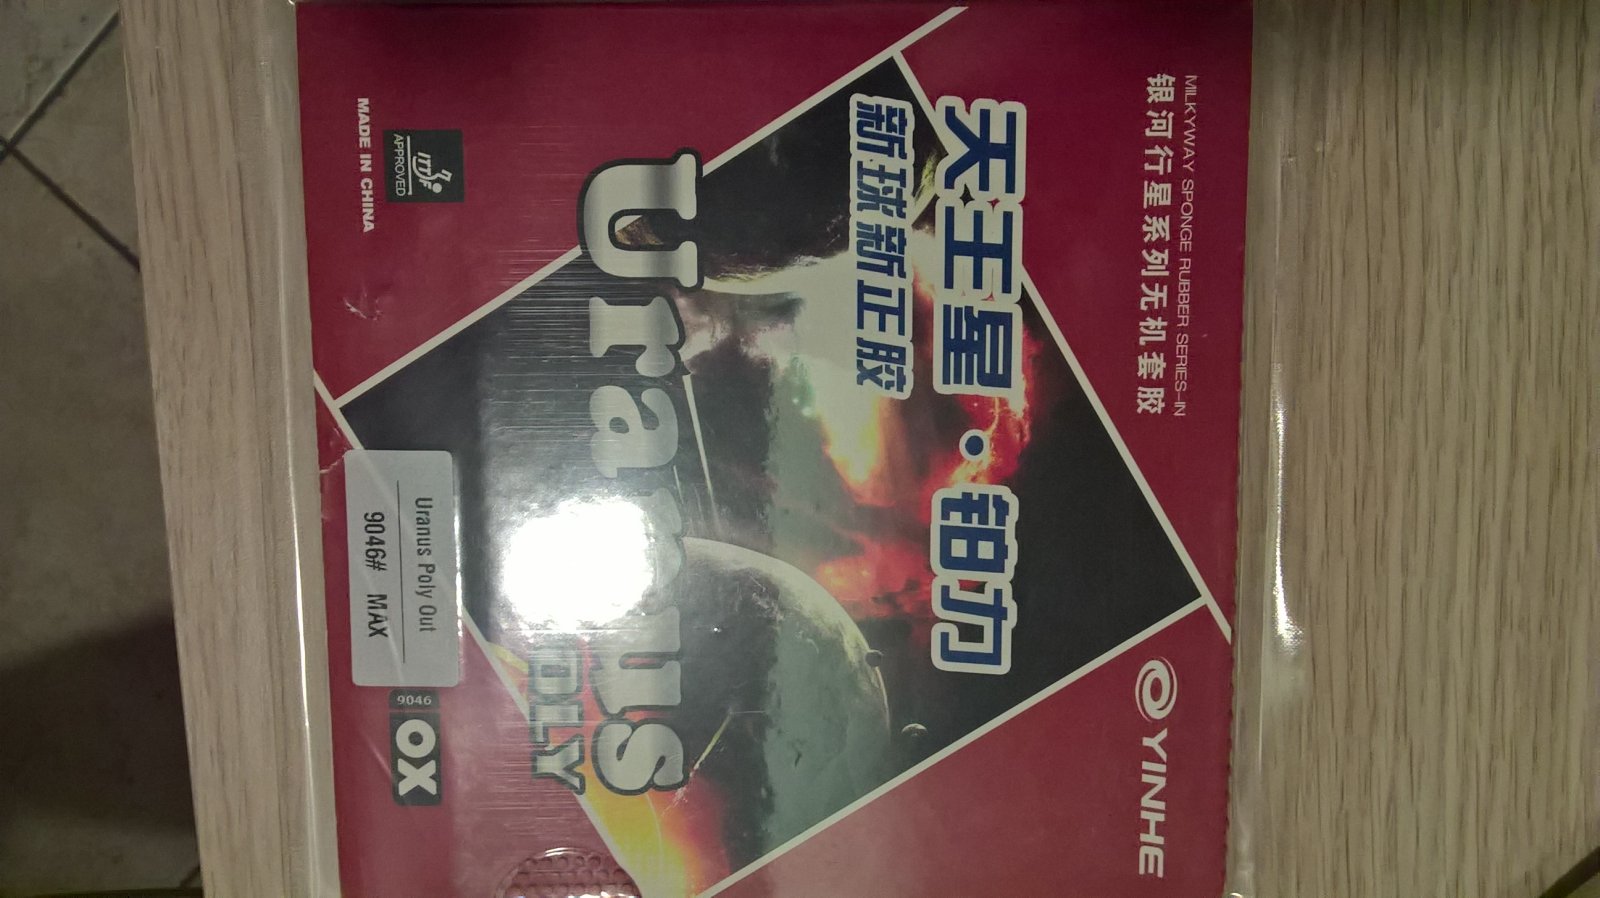 MILKYWAY SPONGE RUBBER SERIES-IN
银河行星系列无机套胶
YINHE
天王星·铂力
新球新正胶
Uranus
POLY
ITTF
APPROVED
MADE IN CHINA
Uranus Poly Out
9046# MAX
9046
OX